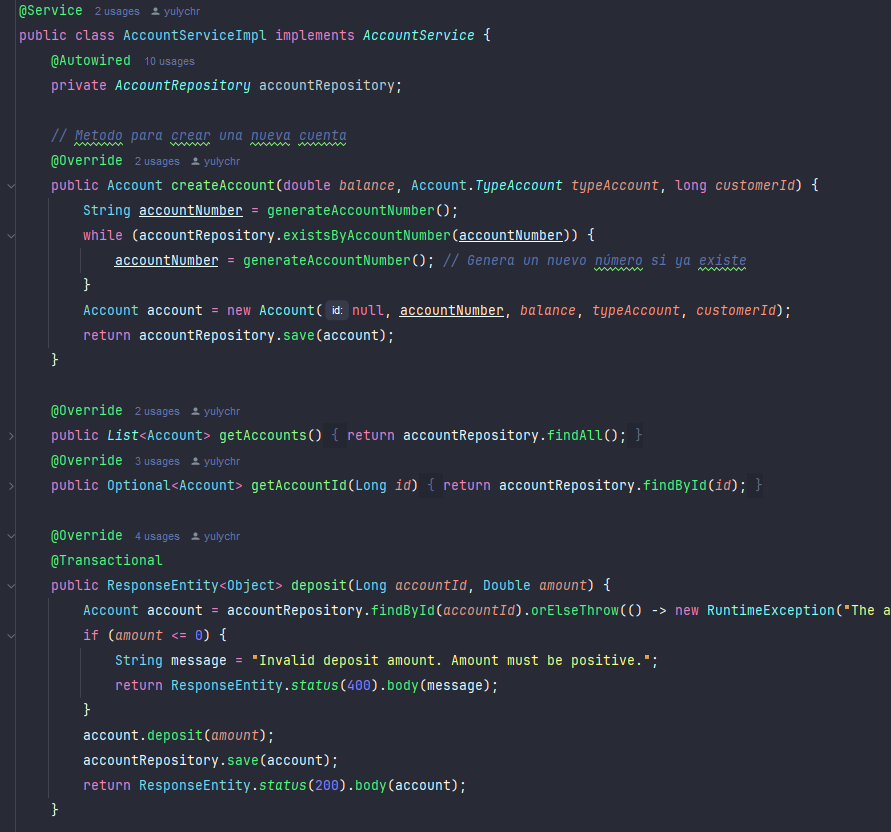 @Service 2 usages yulychr
public class AccountServiceImpl implements AccountService {
@Autowired 10 usages
private AccountRepository accountRepository;
// Metodo para crear una nueva cuenta
@Override 2 usages yulychr
public Account createAccount(double balance, Account.TypeAccount typeAccount, long customerId) {
String accountNumber = generateAccountNumber();
while (accountRepository.existsByAccountNumber(accountNumber)) {
accountNumber = generateAccountNumber(); // Genera un nuevo número si ya existe
}
Account account = new Account( id: null, accountNumber, balance, typeAccount, customerId);
return accountRepository.save(account);
}
@Override 2 usages yulychr
public List<Account> getAccounts() { return accountRepository.findAll(); }
@Override 3 usages yulychr
public Optional<Account> getAccountId(Long id) { return accountRepository.findById(id); }
@Override 4 usages yulychr
@Transactional
public ResponseEntity<Object> deposit(Long accountId, Double amount) {
Account account = accountRepository.findById(accountId).orElseThrow(() -> new RuntimeException("The a
if (amount <= 0) {
String message = "Invalid deposit amount. Amount must be positive.";
return ResponseEntity.status(400).body(message);
}
account.deposit(amount);
accountRepository.save(account);
return ResponseEntity.status(200).body(account);
}